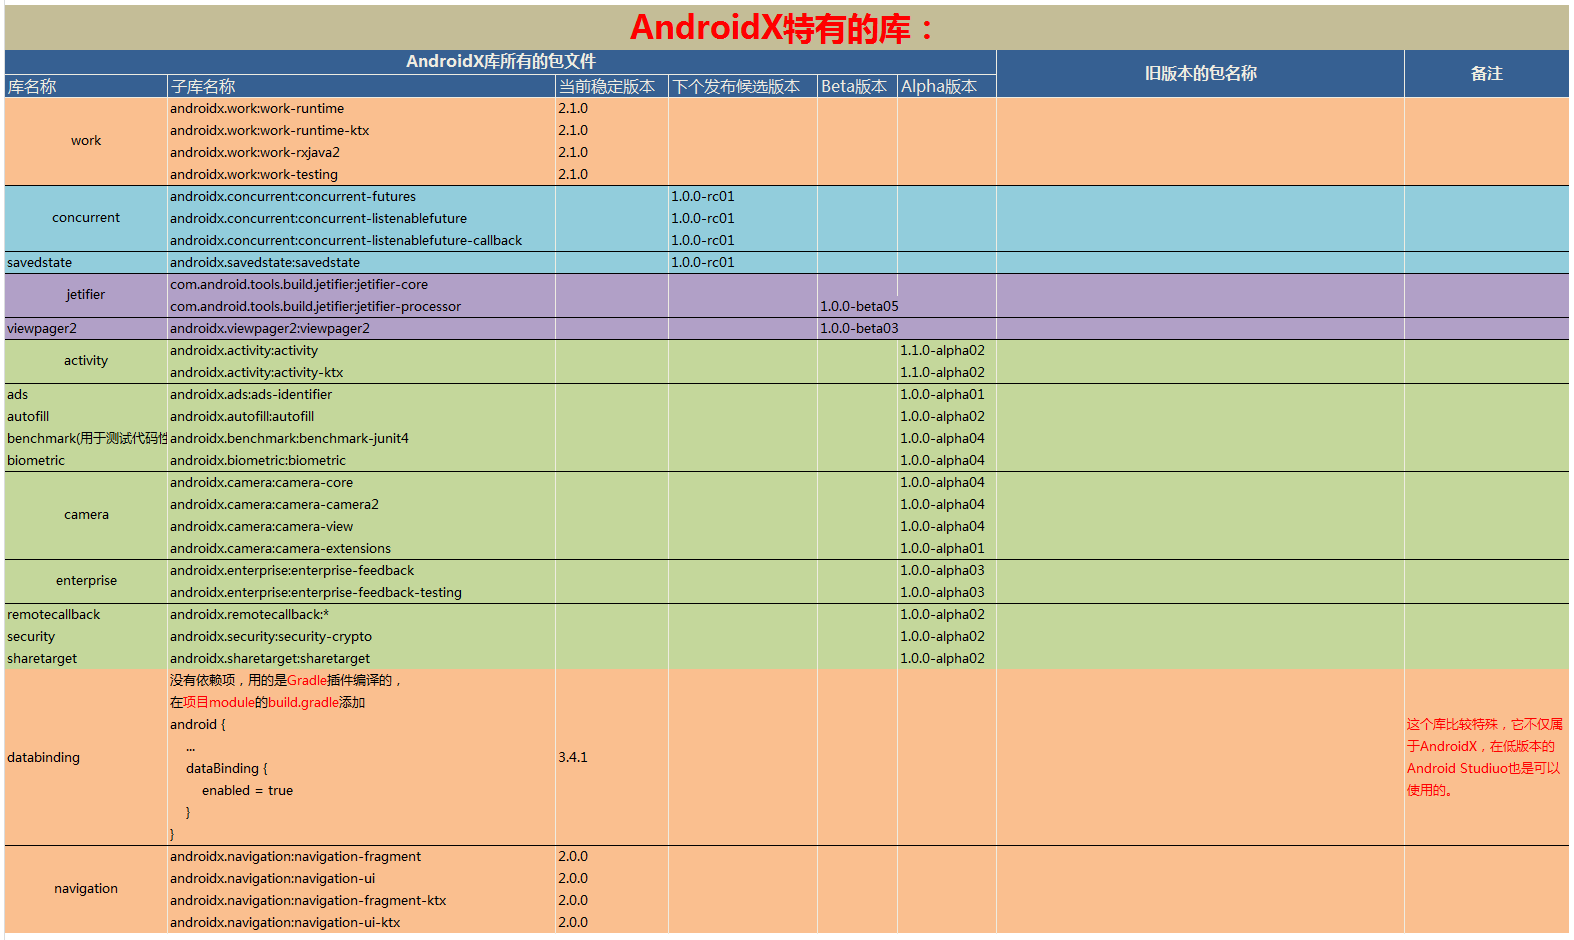 AndroidX特有的库：
AndroidX库所有的包文件
旧版本的包名称
备注
库名称 子库名称 当前稳定版本 下个发布候选版本 Beta版本 Alpha版本
work
androidx.work:work-runtime 2.1.0
androidx.work:work-runtime-ktx 2.1.0
androidx.work:work-rxjava2 2.1.0
androidx.work:work-testing 2.1.0
concurrent
androidx.concurrent:concurrent-futures 1.0.0-rc01
androidx.concurrent:concurrent-listenablefuture 1.0.0-rc01
androidx.concurrent:concurrent-listenablefuture-callback 1.0.0-rc01
savedstate androidx.savedstate:savedstate 1.0.0-rc01
jetifier
com.android.tools.build.jetifier:jetifier-core
com.android.tools.build.jetifier:jetifier-processor 1.0.0-beta05
viewpager2 androidx.viewpager2:viewpager2 1.0.0-beta03
activity
androidx.activity:activity 1.1.0-alpha02
androidx.activity:activity-ktx 1.1.0-alpha02
ads androidx.ads:ads-identifier 1.0.0-alpha01
autofill androidx.autofill:autofill 1.0.0-alpha02
benchmark(用于测试代码性 androidx.benchmark:benchmark-junit4 1.0.0-alpha04
biometric androidx.biometric:biometric 1.0.0-alpha04
camera
androidx.camera:camera-core 1.0.0-alpha04
androidx.camera:camera-camera2 1.0.0-alpha04
androidx.camera:camera-view 1.0.0-alpha04
androidx.camera:camera-extensions 1.0.0-alpha01
enterprise
androidx.enterprise:enterprise-feedback 1.0.0-alpha03
androidx.enterprise:enterprise-feedback-testing 1.0.0-alpha03
remotecallback androidx.remotecallback:* 1.0.0-alpha02
security androidx.security:security-crypto 1.0.0-alpha02
sharetarget androidx.sharetarget:sharetarget 1.0.0-alpha02
databinding
没有依赖项，用的是Gradle插件编译的，
在项目module的build.gradle添加
android {
...
dataBinding {
enabled = true
}
}
3.4.1
这个库比较特殊，它不仅属
于AndroidX，在低版本的
Android Studiuo也是可以
使用的。
navigation
androidx.navigation:navigation-fragment 2.0.0
androidx.navigation:navigation-ui 2.0.0
androidx.navigation:navigation-fragment-ktx 2.0.0
androidx.navigation:navigation-ui-ktx 2.0.0